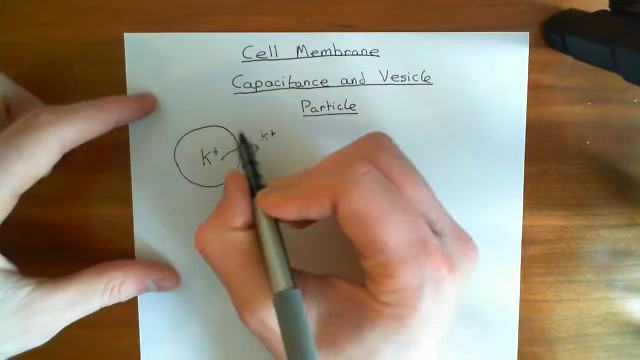 Cell Membrane
Capacitance and Vesicle
Particle
K+
K+